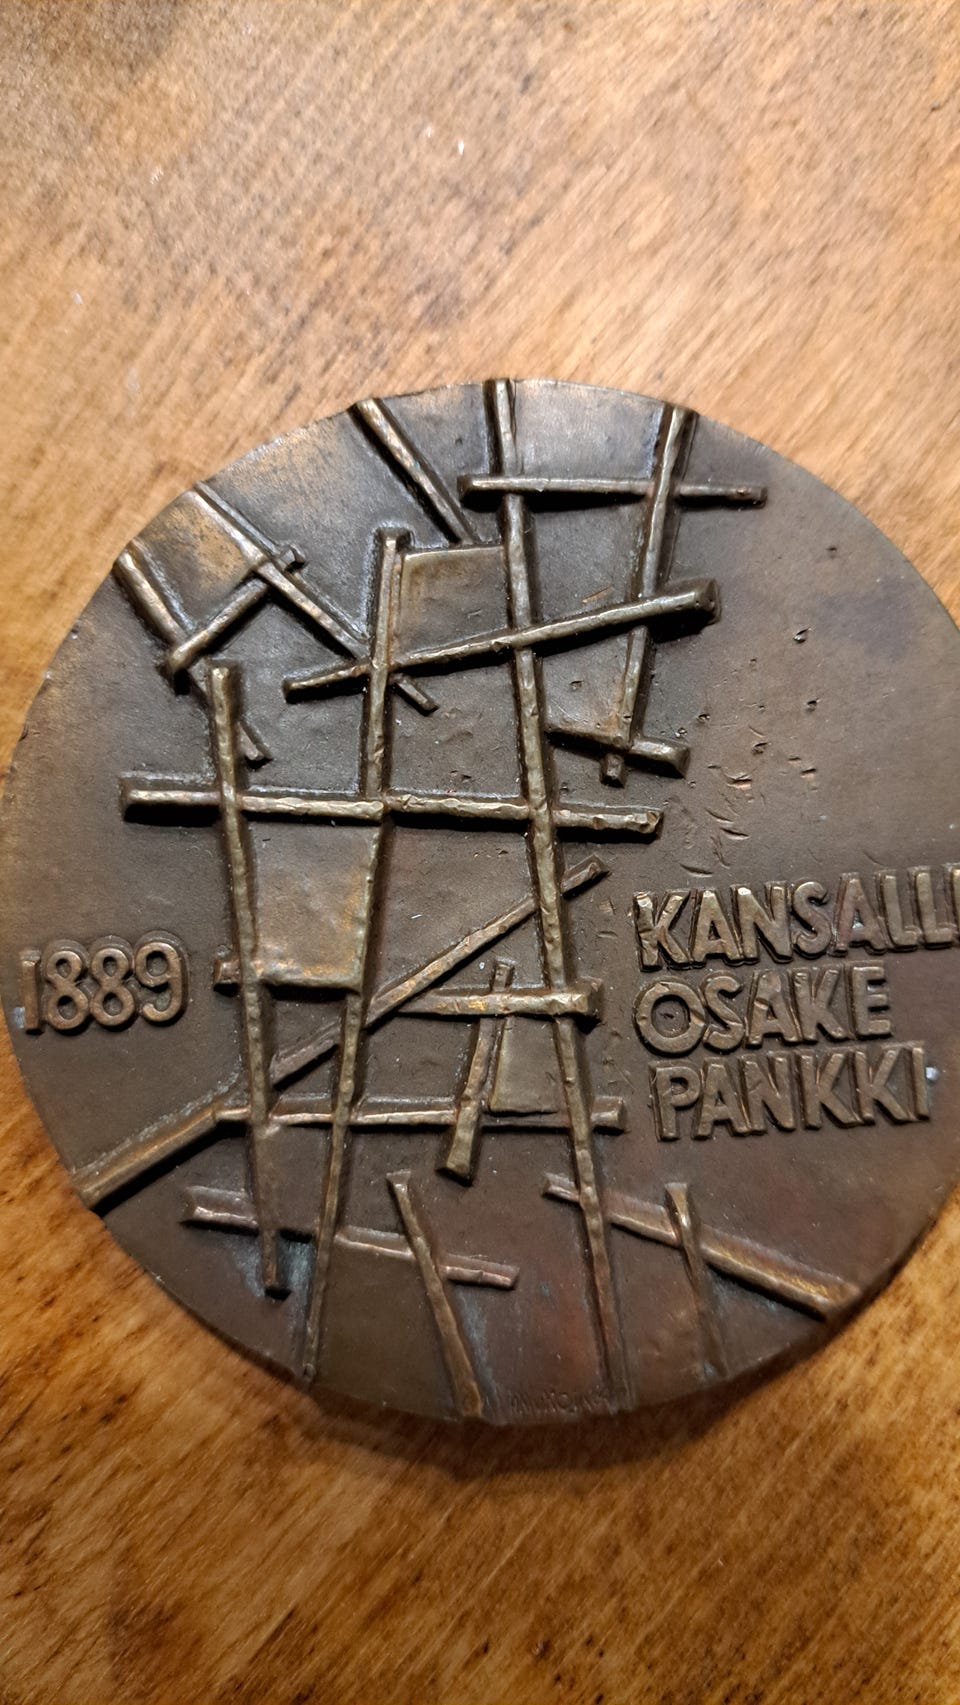 1889
KANSALLI
OSAKE
PANKKI